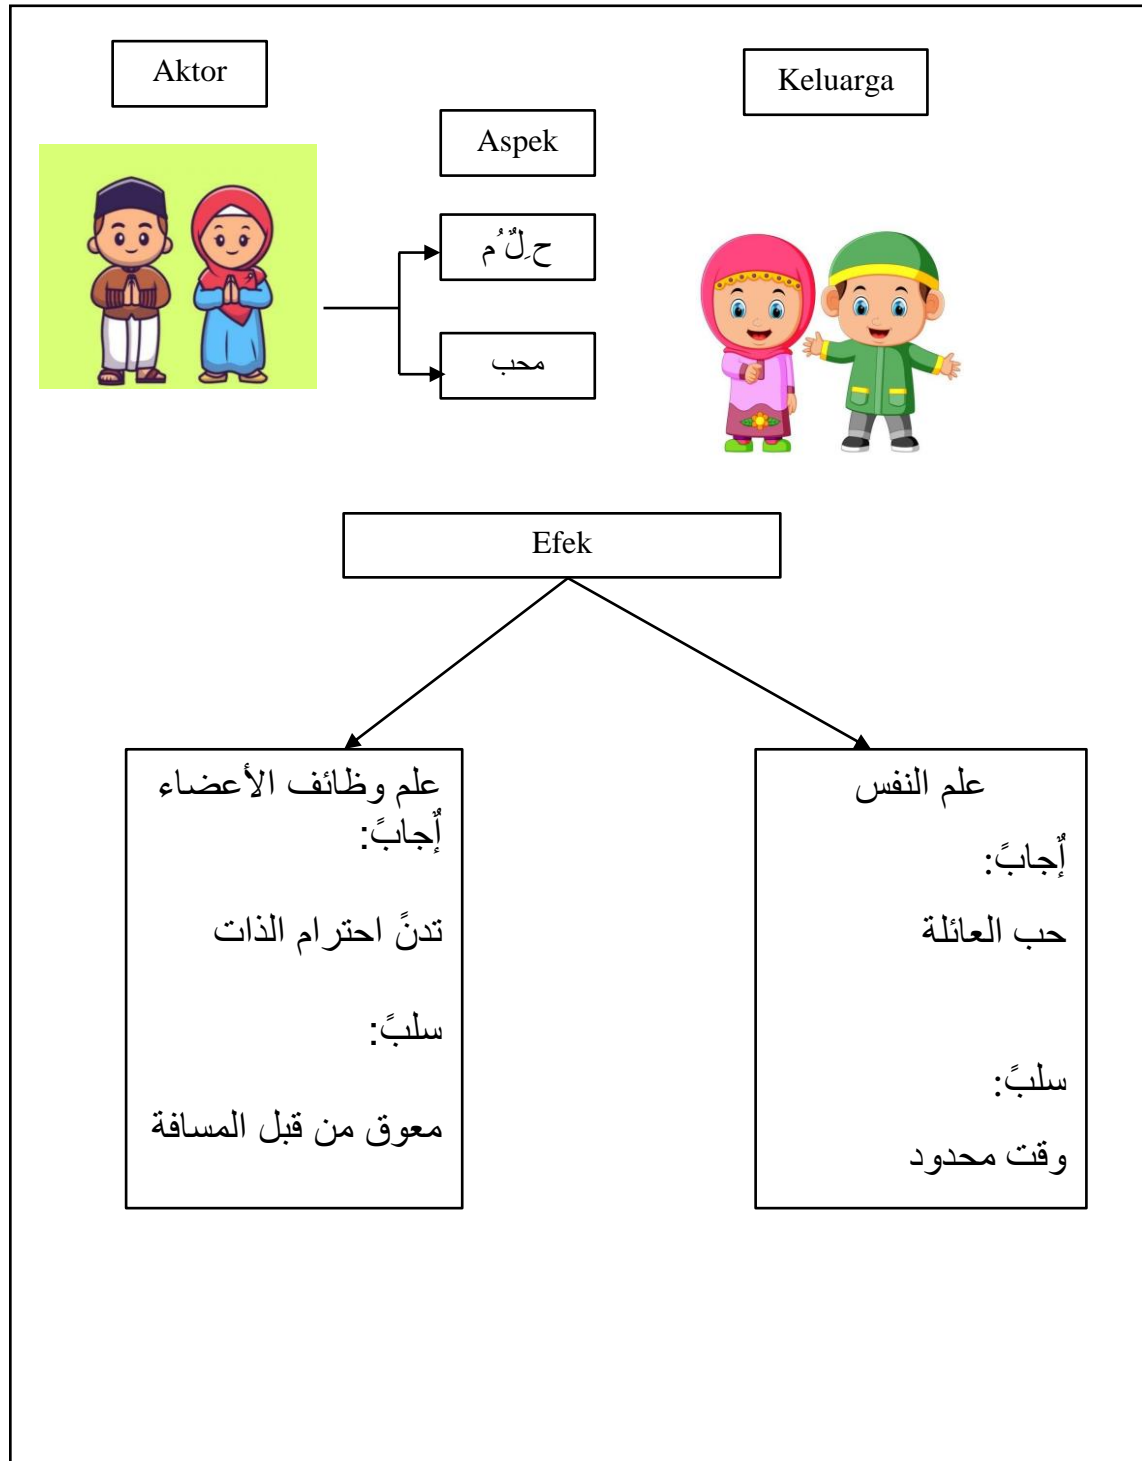 Aktor
Keluarga
Aspek
ح ِلٌ ُم
محب
Efek
علم وظائف الأعضاء
إٌجابً:
تدنً احترام الذات
سلبً:
معوق من قبل المسافة
علم النفس
إٌجابً:
حب العائلة
سلبً:
وقت محدود